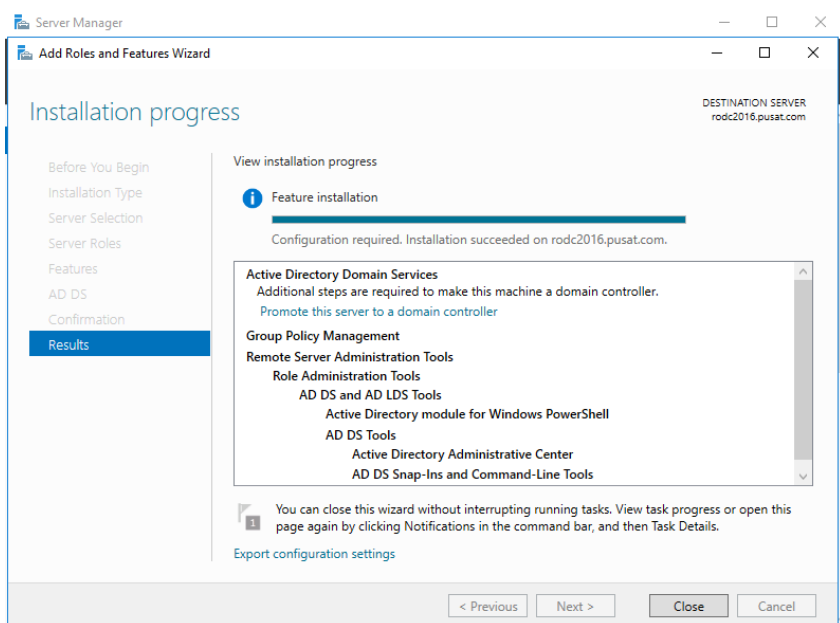 Server Manager
Add Roles and Features Wizard
Installation progress
DESTINATION SERVER
rodc2016.pusat.com
Before You Begin
Installation Type
Server Selection
Server Roles
Features
AD DS
Confirmation
Results
View installation progress
i
Feature installation
Configuration required. Installation succeeded on rodc2016.pusat.com.
Active Directory Domain Services
Additional steps are required to make this machine a domain controller.
Promote this server to a domain controller
Group Policy Management
Remote Server Administration Tools
Role Administration Tools
AD DS and AD LDS Tools
Active Directory module for Windows PowerShell
AD DS Tools
Active Directory Administrative Center
AD DS Snap-Ins and Command-Line Tools
1
You can close this wizard without interrupting running tasks. View task progress or open this
page again by clicking Notifications in the command bar, and then Task Details.
Export configuration settings
< Previous
Next >
Close
Cancel